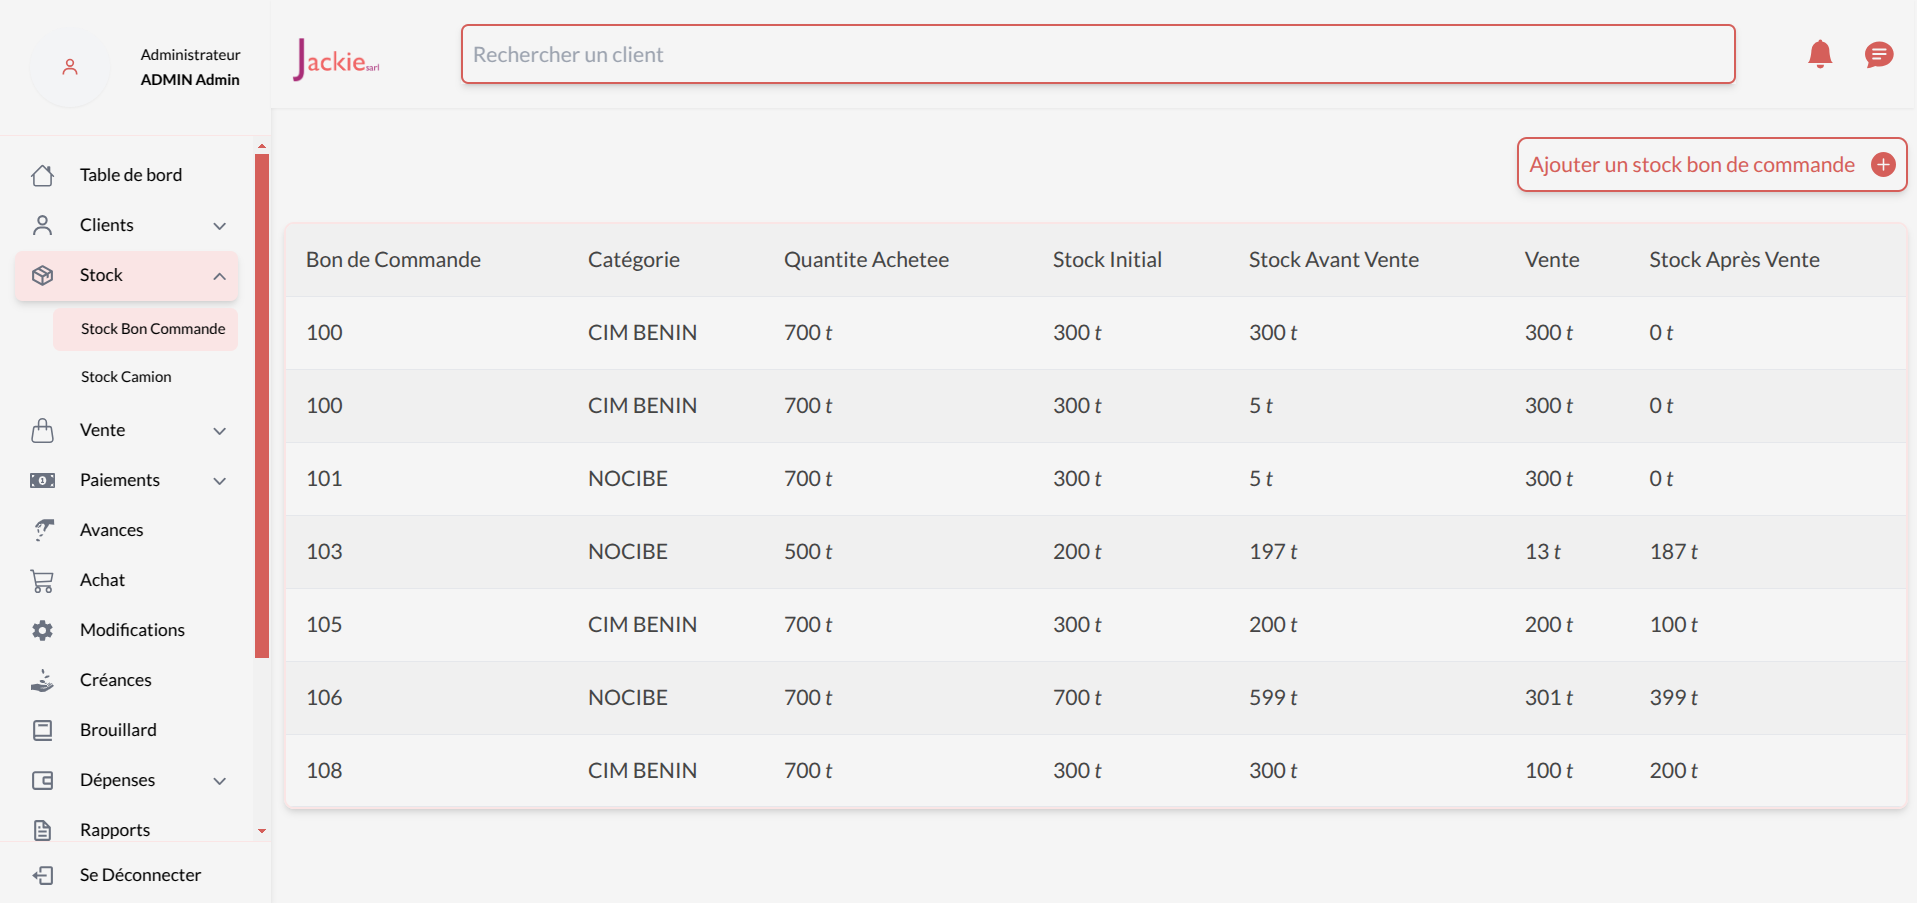 Administrateur
ADMIN Admin
Jackie sarl
Rechercher un client
Table de bord
Clients
Stock
Stock Bon Commande
Stock Camion
Vente
Paiements
Avances
Achat
Modifications
Créances
Brouillard
Dépenses
Rapports
Se Déconnecter
Ajouter un stock bon de commande
Bon de Commande Catégorie Quantite Achetee Stock Initial Stock Avant Vente Vente Stock Après Vente
100 CIM BENIN 700 t 300 t 300 t 300 t 0 t
100 CIM BENIN 700 t 300 t 5 t 300 t 0 t
101 NOCIBE 700 t 300 t 5 t 300 t 0 t
103 NOCIBE 500 t 200 t 197 t 13 t 187 t
105 CIM BENIN 700 t 300 t 200 t 200 t 100 t
106 NOCIBE 700 t 700 t 599 t 301 t 399 t
108 CIM BENIN 700 t 300 t 300 t 100 t 200 t